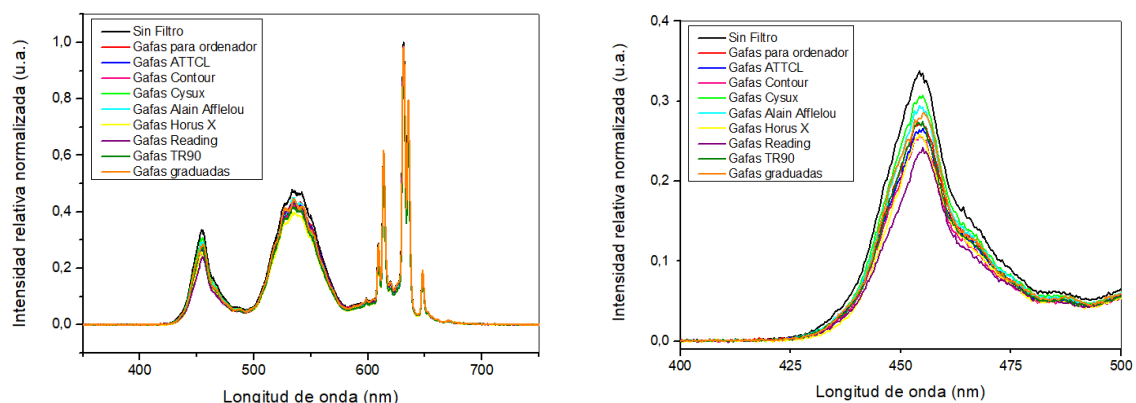 Sin Filtro
Gafas para ordenador
Gafas ATTCL
Gafas Contour
Gafas Cysux
Gafas Alain Afflelou
Gafas Horus X
Gafas Reading
Gafas TR90
Gafas graduadas
Intensidad relativa normalizada (u.a.)
1,0
0,8
0,6
0,4
0,2
0,0
400 500 600 700
Longitud de onda (nm)
Sin Filtro
Gafas para ordenador
Gafas ATTCL
Gafas Contour
Gafas Cysux
Gafas Alain Afflelou
Gafas Horus X
Gafas Reading
Gafas TR90
Gafas graduadas
Intensidad relativa normalizada (u.a.)
0,4
0,3
0,2
0,1
0,0
400 425 450 475 500
Longitud de onda (nm)